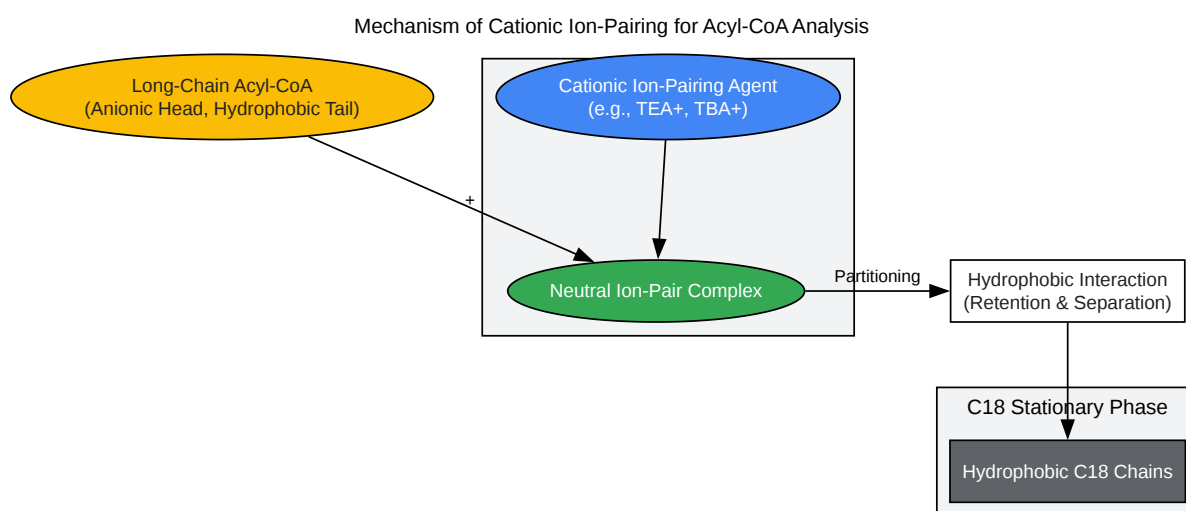 Mechanism of Cationic Ion-Pairing for Acyl-CoA Analysis
Long-Chain Acyl-CoA
(Anionic Head, Hydrophobic Tail)
Cationic Ion-Pairing Agent
(e.g., TEA+, TBA+)
+
Neutral Ion-Pair Complex
Partitioning
Hydrophobic Interaction
(Retention & Separation)
C18 Stationary Phase
Hydrophobic C18 Chains